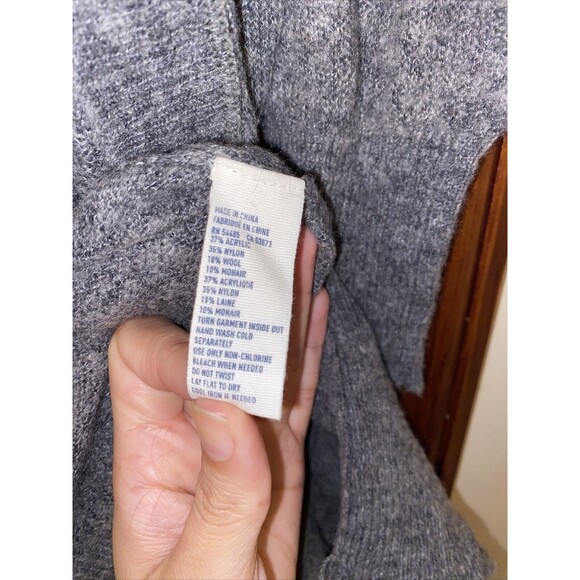 MADE IN CHINA
FABRIQUÉ EN CHINE
RN 54485 CA 03673
37% ACRYLIC
35% NYLON
18% WOOL
10% MOHAIR
37% ACRYLIQUE
35% NYLON
18% LAINE
10% MOHAIR
TURN GARMENT INSIDE OUT
HAND WASH COLD
SEPARATELY
USE ONLY NON-CHLORINE
BLEACH WHEN NEEDED
DO NOT TWIST
LAY FLAT TO DRY
COOL IRON IF NEEDED